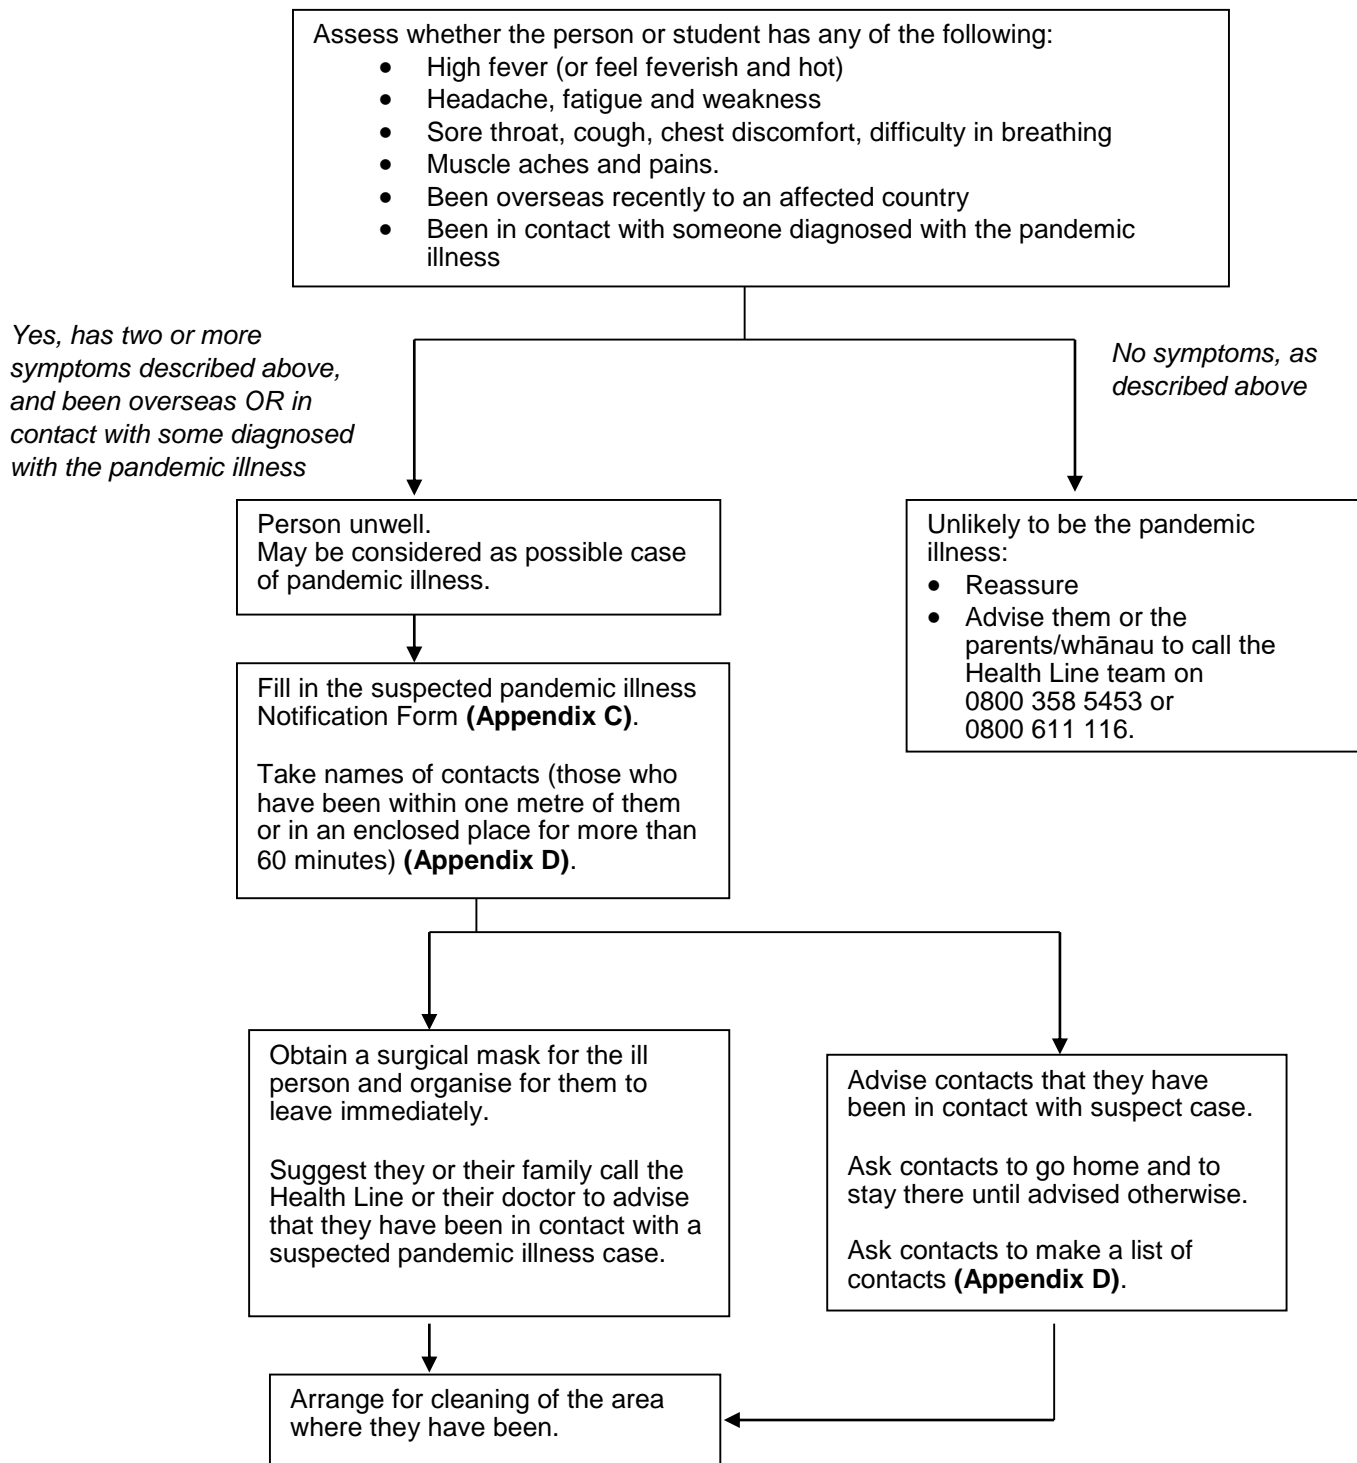 Assess whether the person or student has any of the following:
• High fever (or feel feverish and hot)
• Headache, fatigue and weakness
• Sore throat, cough, chest discomfort, difficulty in breathing
• Muscle aches and pains.
• Been overseas recently to an affected country
• Been in contact with someone diagnosed with the pandemic
illness
Yes, has two or more
symptoms described above,
and been overseas OR in
contact with some diagnosed
with the pandemic illness
No symptoms, as
described above
Person unwell.
May be considered as possible case
of pandemic illness.
Unlikely to be the pandemic
illness:
• Reassure
• Advise them or the
parents/whānau to call the
Health Line team on
0800 358 5453 or
0800 611 116.
Fill in the suspected pandemic illness
Notification Form (Appendix C).
Take names of contacts (those who
have been within one metre of them
or in an enclosed place for more than
60 minutes) (Appendix D).
Obtain a surgical mask for the ill
person and organise for them to
leave immediately.
Suggest they or their family call the
Health Line or their doctor to advise
that they have been in contact with a
suspected pandemic illness case.
Advise contacts that they have
been in contact with suspect case.
Ask contacts to go home and to
stay there until advised otherwise.
Ask contacts to make a list of
contacts (Appendix D).
Arrange for cleaning of the area
where they have been.